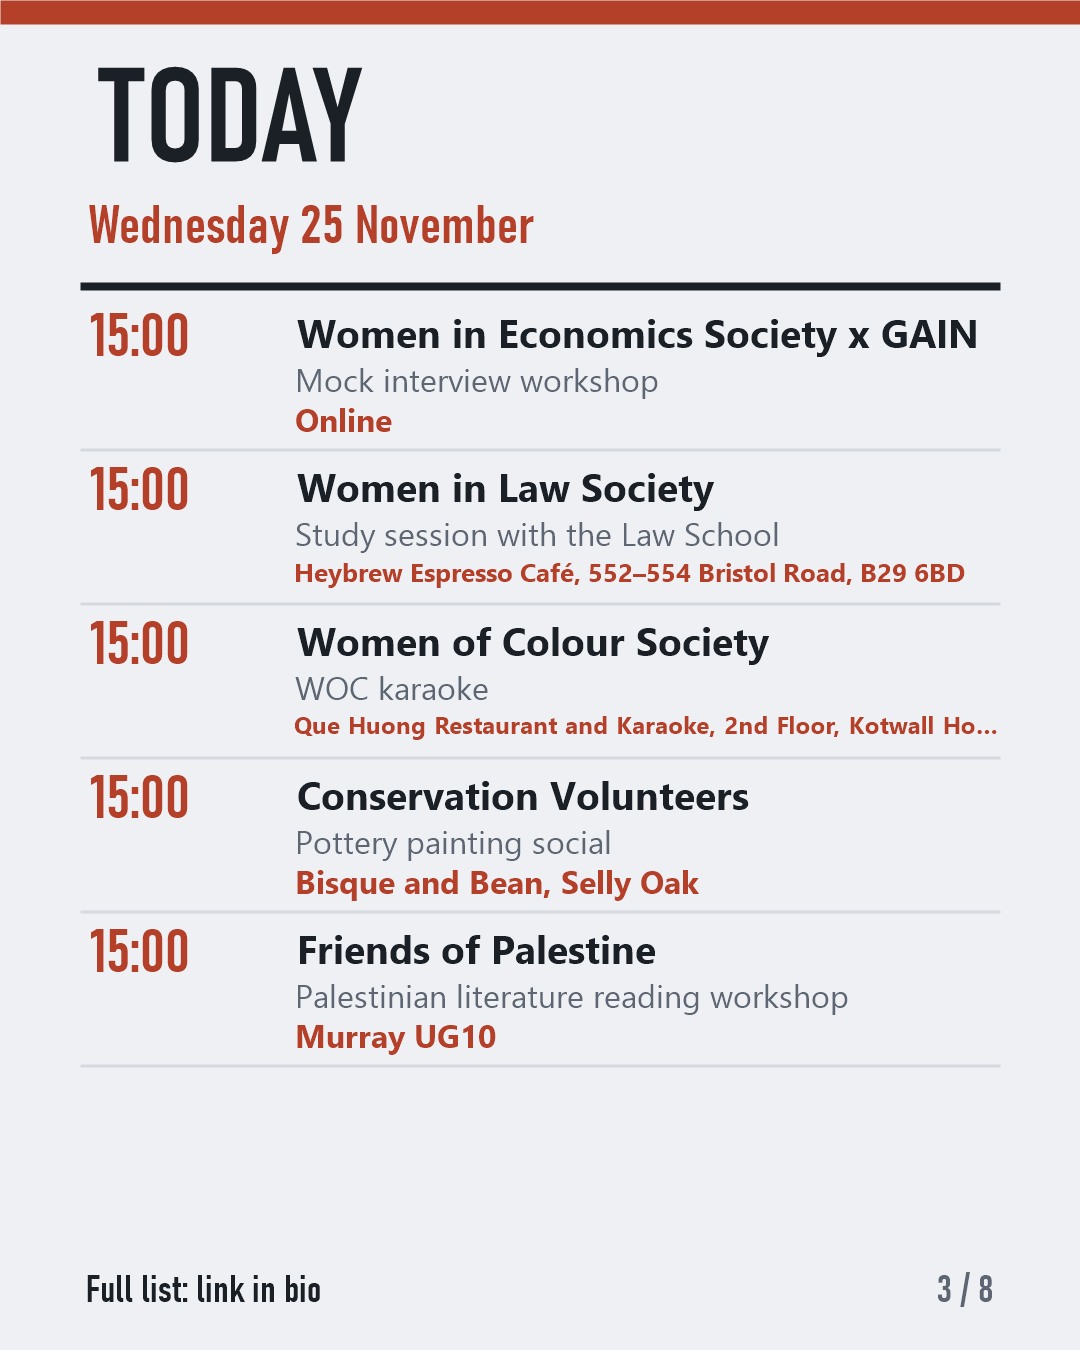 TODAY
Wednesday 25 November
15:00
Women in Economics Society x GAIN
Mock interview workshop
Online
15:00
Women in Law Society
Study session with the Law School
Heybrew Espresso Café, 552–554 Bristol Road, B29 6BD
15:00
Women of Colour Society
WOC karaoke
Que Huong Restaurant and Karaoke, 2nd Floor, Kotwall Ho…
15:00
Conservation Volunteers
Pottery painting social
Bisque and Bean, Selly Oak
15:00
Friends of Palestine
Palestinian literature reading workshop
Murray UG10
Full list: link in bio
3 / 8